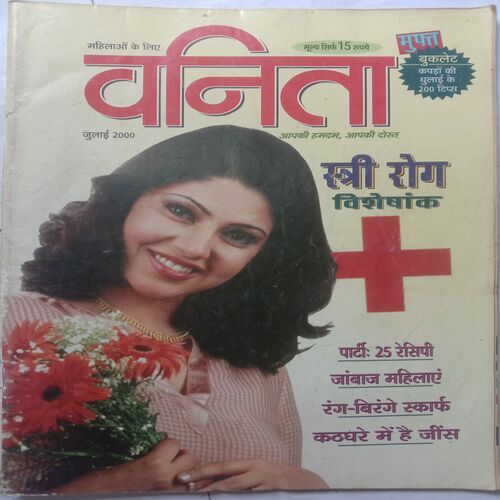 महिलाओं के लिए
मूल्य सिर्फ 15 रुपये
मुफ्त
बुकलेट
कपड़ों की
धुलाई के
200 टिप्स
वनिता
जुलाई 2000
आपकी हमदम, आपकी दोस्त
स्त्री रोग
विशेषांक
पार्टी: 25 रेसिपी
जांबाज महिलाएं
रंग-बिरंगे स्कार्फ
कठघरे में है जींस